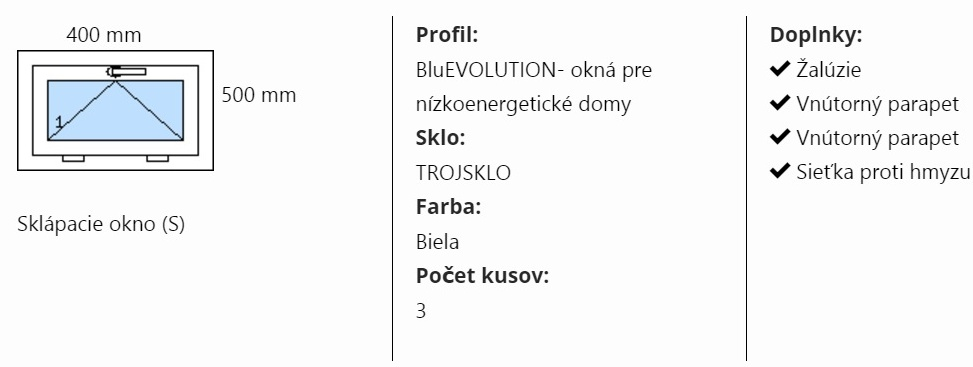 400 mm
500 mm
1
Sklápacie okno (S)
Profil:
BluEVOLUTION- okná pre
nízkoenergetické domy
Sklo:
TROJSKLO
Farba:
Biela
Počet kusov:
3
Doplnky:
✔ Žalúzie
✔ Vnútorný parapet
✔ Vnútorný parapet
✔ Sieťka proti hmyzu